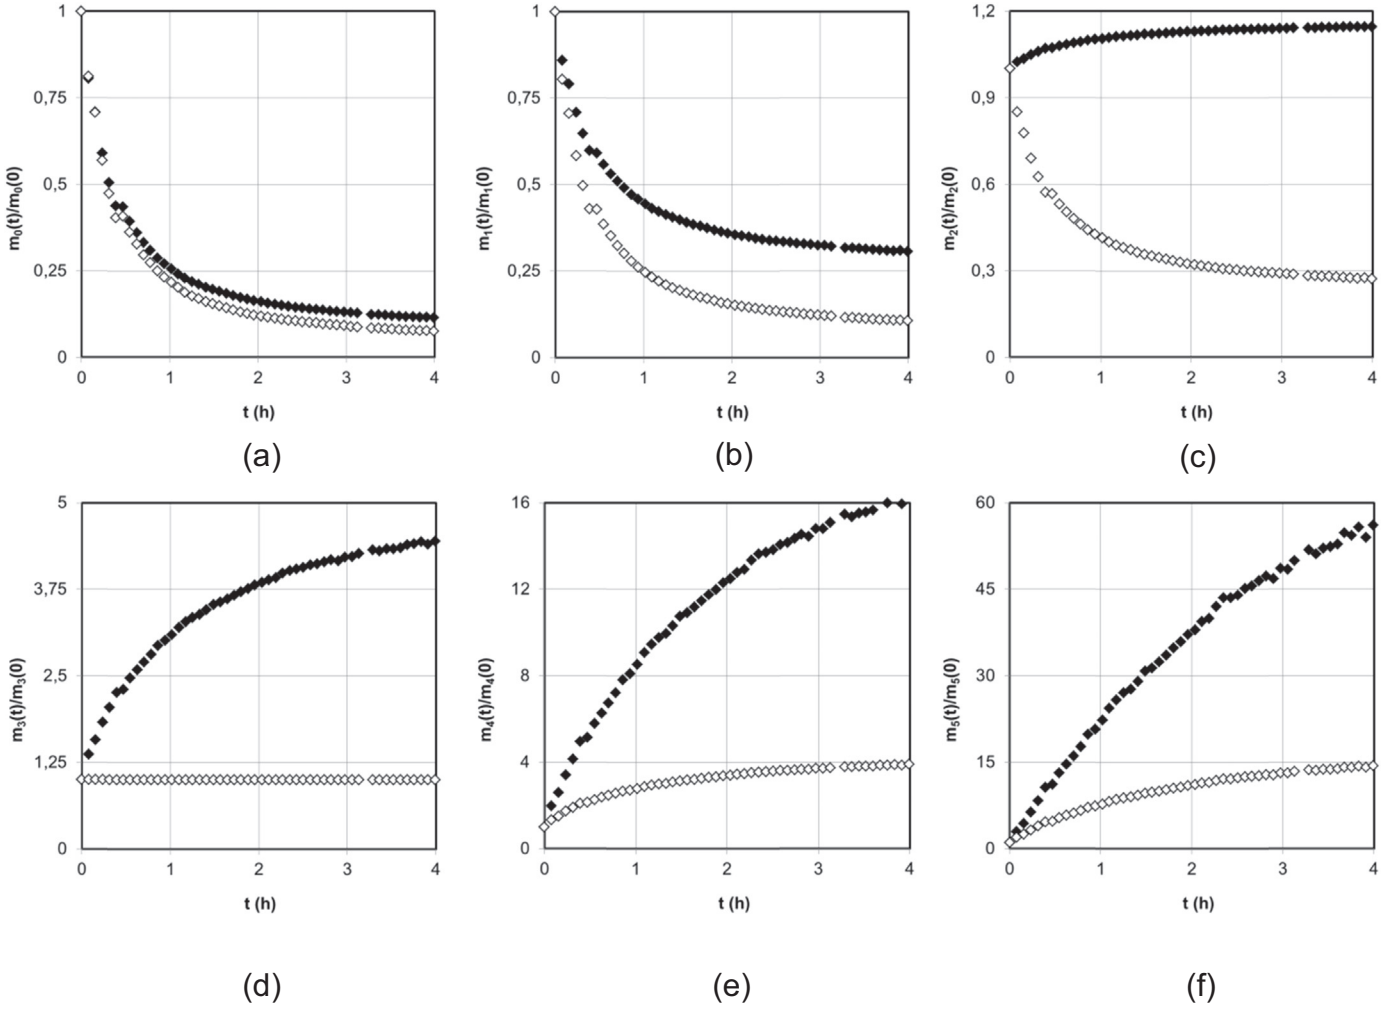 1
0,75
0,5
0,25
0
0 1 2 3 4
m₀(t)/m₀(0)
t (h)
(a)
1
0,75
0,5
0,25
0
0 1 2 3 4
m₁(t)/m₁(0)
t (h)
(b)
1,2
0,9
0,6
0,3
0
0 1 2 3 4
m₂(t)/m₂(0)
t (h)
(c)
5
3,75
2,5
1,25
0
0 1 2 3 4
m₃(t)/m₃(0)
t (h)
(d)
16
12
8
4
0
0 1 2 3 4
m₄(t)/m₄(0)
t (h)
(e)
60
45
30
15
0
0 1 2 3 4
m₅(t)/m₅(0)
t (h)
(f)